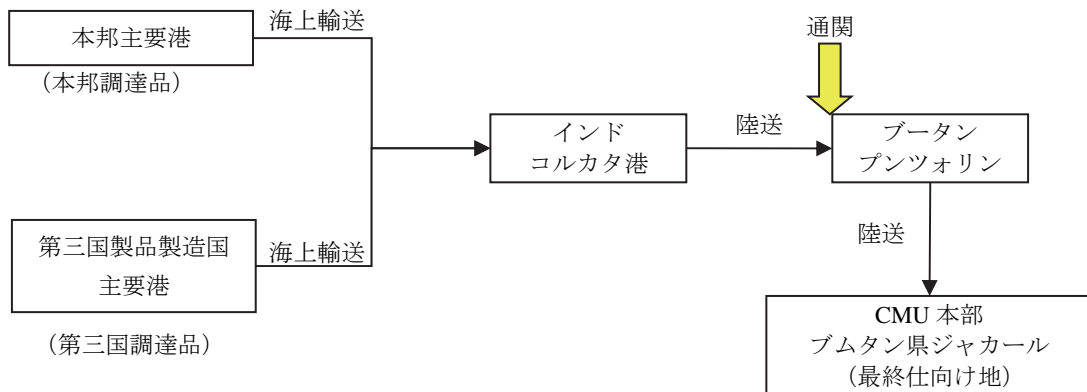 本邦主要港
海上輸送
(本邦調達品)
通関
インド
コルカタ港
陸送
ブータン
プンツォリン
第三国製品製造国
主要港
海上輸送
(第三国調達品)
陸送
CMU 本部
ブムタン県ジャカール
(最終仕向け地)